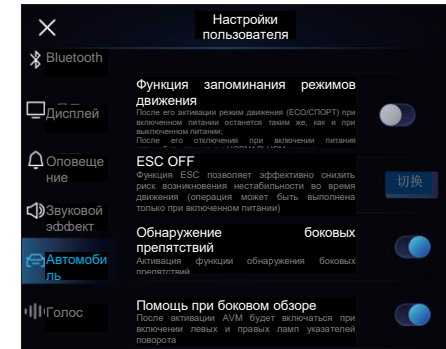 Настройки
пользователя
Bluetooth
Дисплей
Оповеще
ние
Звуковой
эффект
Автомоби
ль
Голос
Функция запоминания режимов
движения
После его активации режим движения (ECO/СПОРТ) при
включенном питании останется таким же, как и при
выключенном питании;
После его отключения при включении питания
ESC OFF
Функция ESC позволяет эффективно снизить
риск возникновения нестабильности во время
движения (операция может быть выполнена
только при включенном питании)
切换
Обнаружение боковых
препятствий
Активация функции обнаружения боковых
препятствий
Помощь при боковом обзоре
После активации AVM будет включаться при
включении левых и правых ламп указателей
поворота